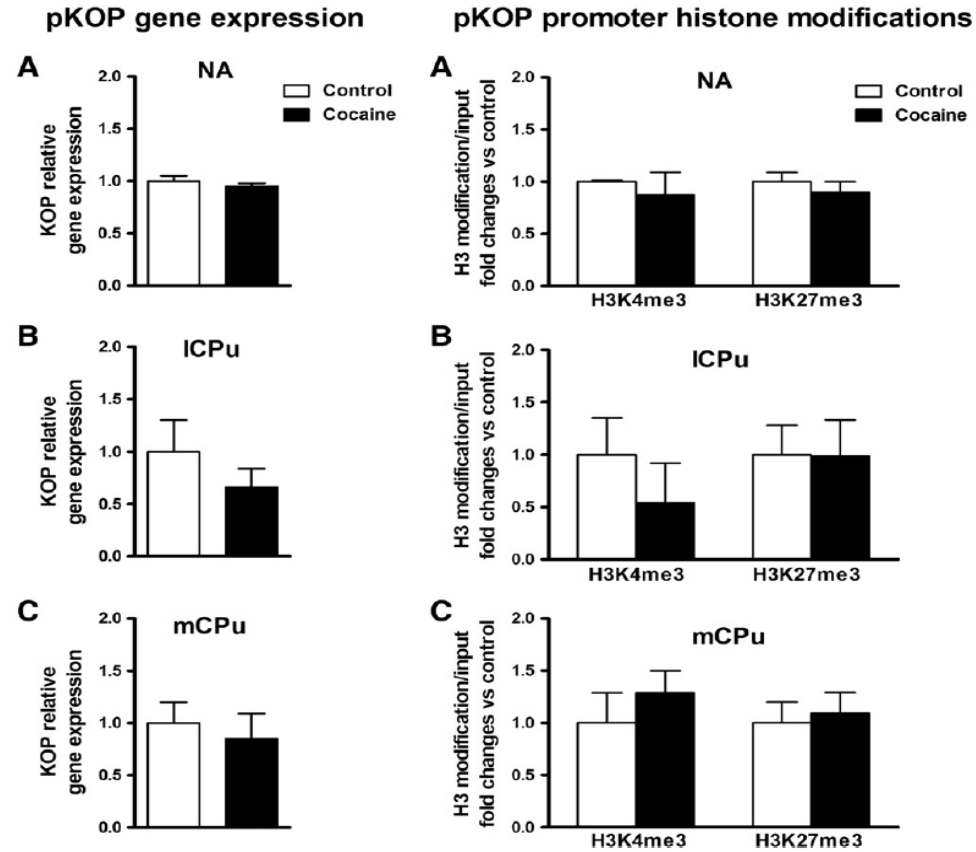 pKOP gene expression
pKOP promoter histone modifications
A
NA
Control
Cocaine
KOP relative
gene expression
2.0
1.5
1.0
0.5
0.0
A
NA
Control
Cocaine
H3 modification/input
fold changes vs control
2.0
1.5
1.0
0.5
0.0
H3K4me3
H3K27me3
B
lCPu
KOP relative
gene expression
2.0
1.5
1.0
0.5
0.0
B
lCPu
H3 modification/input
fold changes vs control
2.0
1.5
1.0
0.5
0.0
H3K4me3
H3K27me3
C
mCPu
KOP relative
gene expression
2.0
1.5
1.0
0.5
0.0
C
mCPu
H3 modification/input
fold changes vs control
2.0
1.5
1.0
0.5
0.0
H3K4me3
H3K27me3